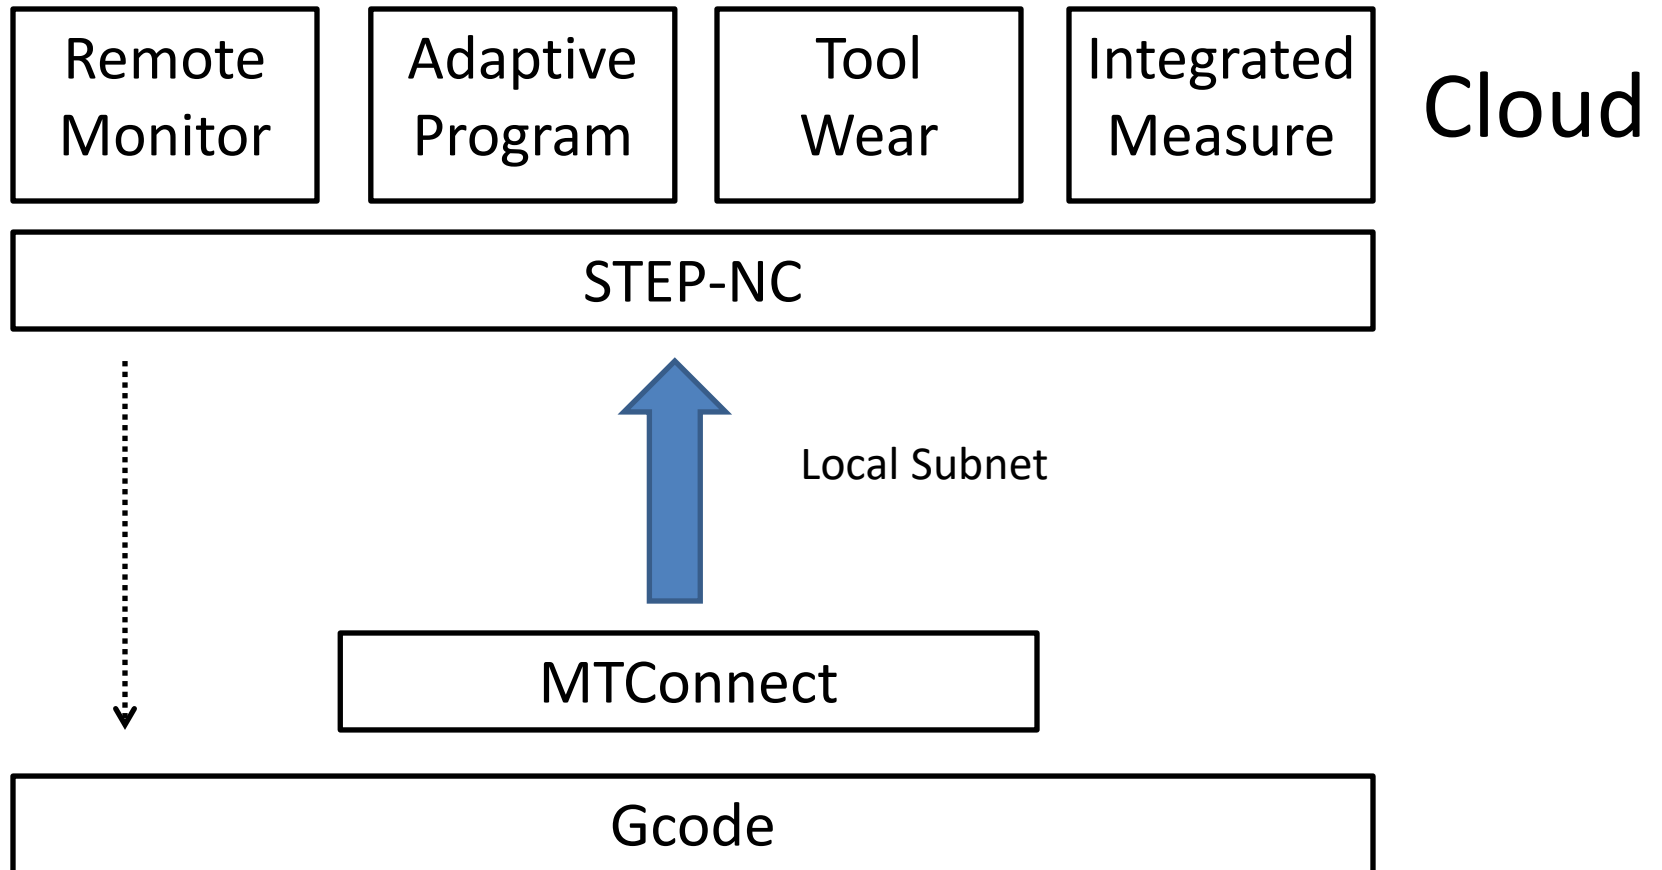 Remote
Monitor
Adaptive
Program
Tool
Wear
Integrated
Measure
Cloud
STEP-NC
Local Subnet
MTConnect
Gcode